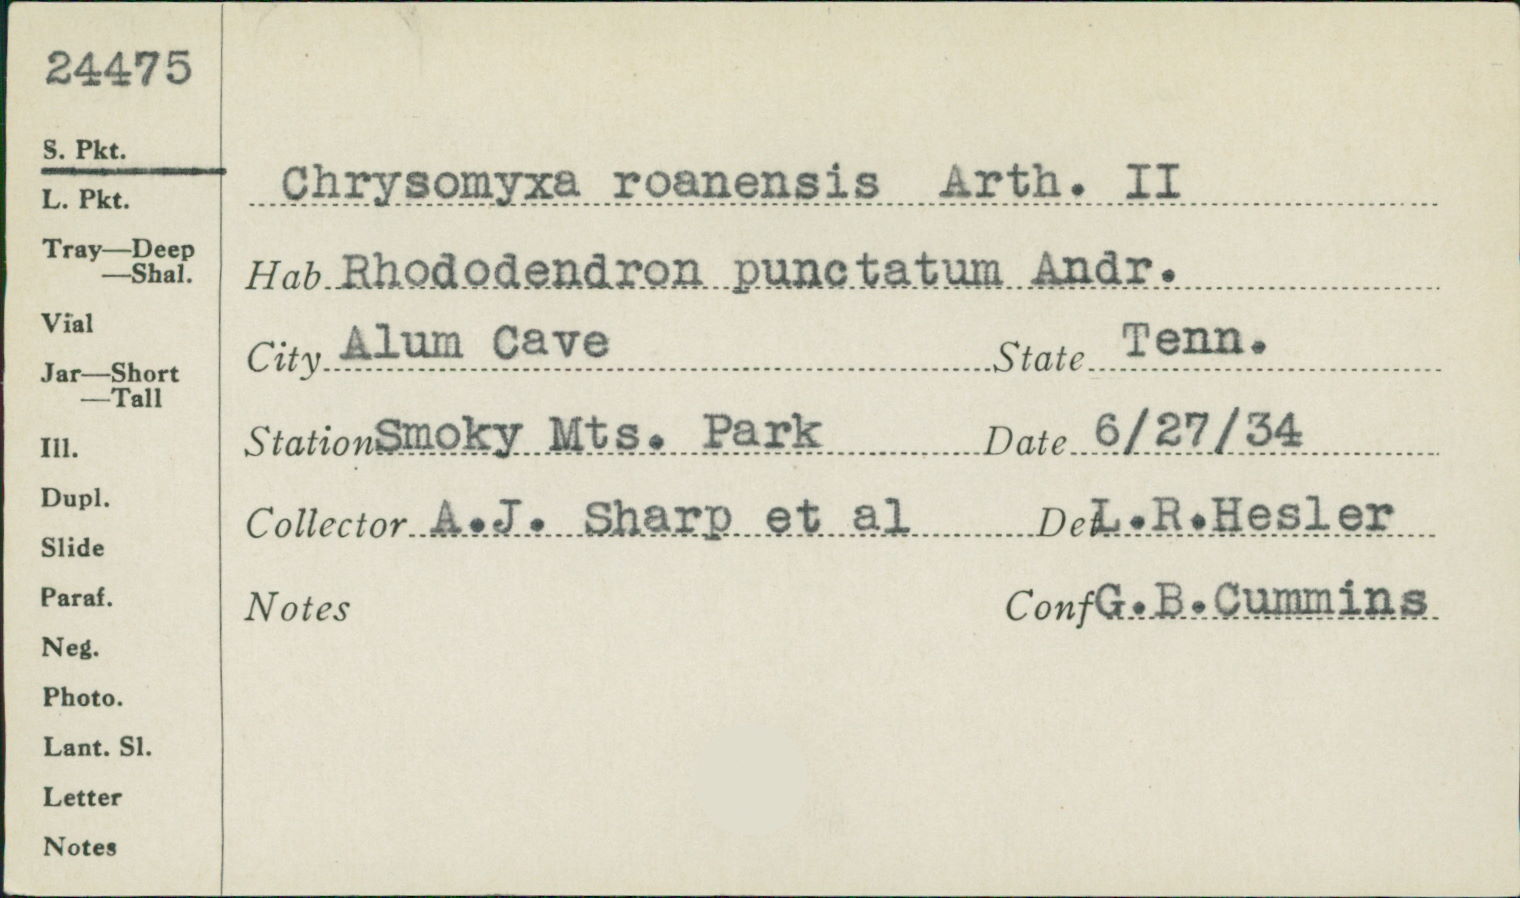 24475
S. Pkt.
L. Pkt.
Tray—Deep
—Shal.
Vial
Jar—Short
—Tall
Ill.
Dupl.
Slide
Paraf.
Neg.
Photo.
Lant. Sl.
Letter
Notes
Chrysomyxa roanensis Arth. II
Hab. Rhododendron punctatum Andr.
City Alum Cave State Tenn.
Station Smoky Mts. Park Date 6/27/34
Collector A.J. Sharp et al Det L.R.Hesler
Notes Conf G.B.Cummins